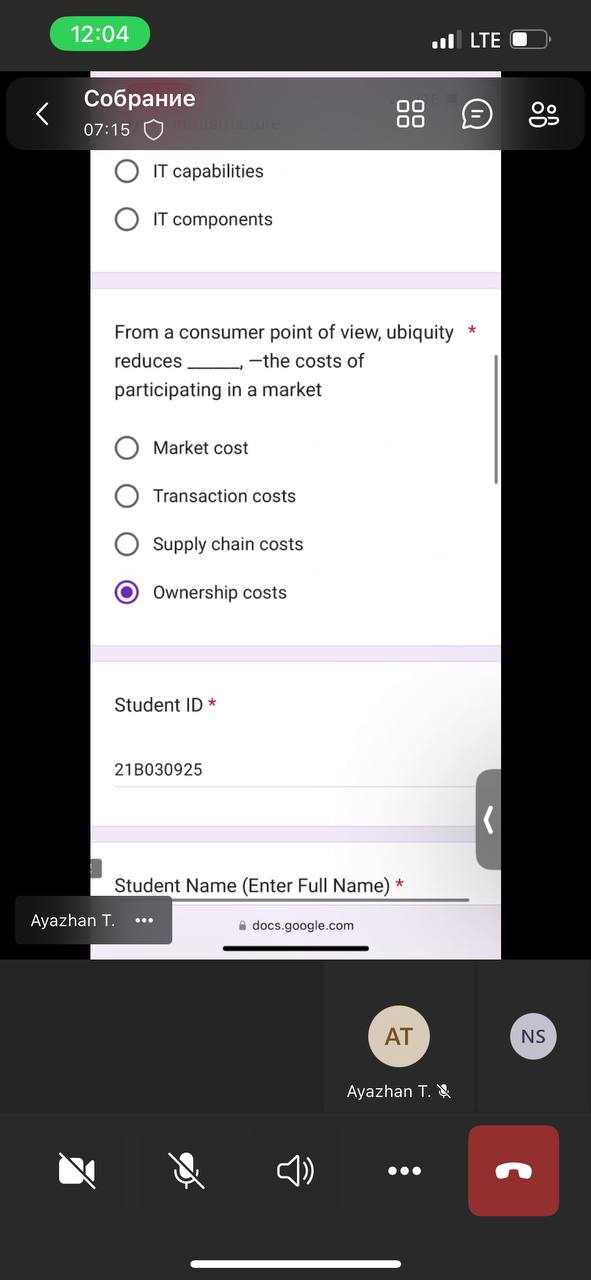 12:04
LTE
Собрание
07:15
IT capabilities
IT components
From a consumer point of view, ubiquity *
reduces ______, —the costs of
participating in a market
Market cost
Transaction costs
Supply chain costs
Ownership costs
Student ID *
21B030925
Student Name (Enter Full Name) *
Ayazhan T. •••
docs.google.com
AT
NS
Ayazhan T.